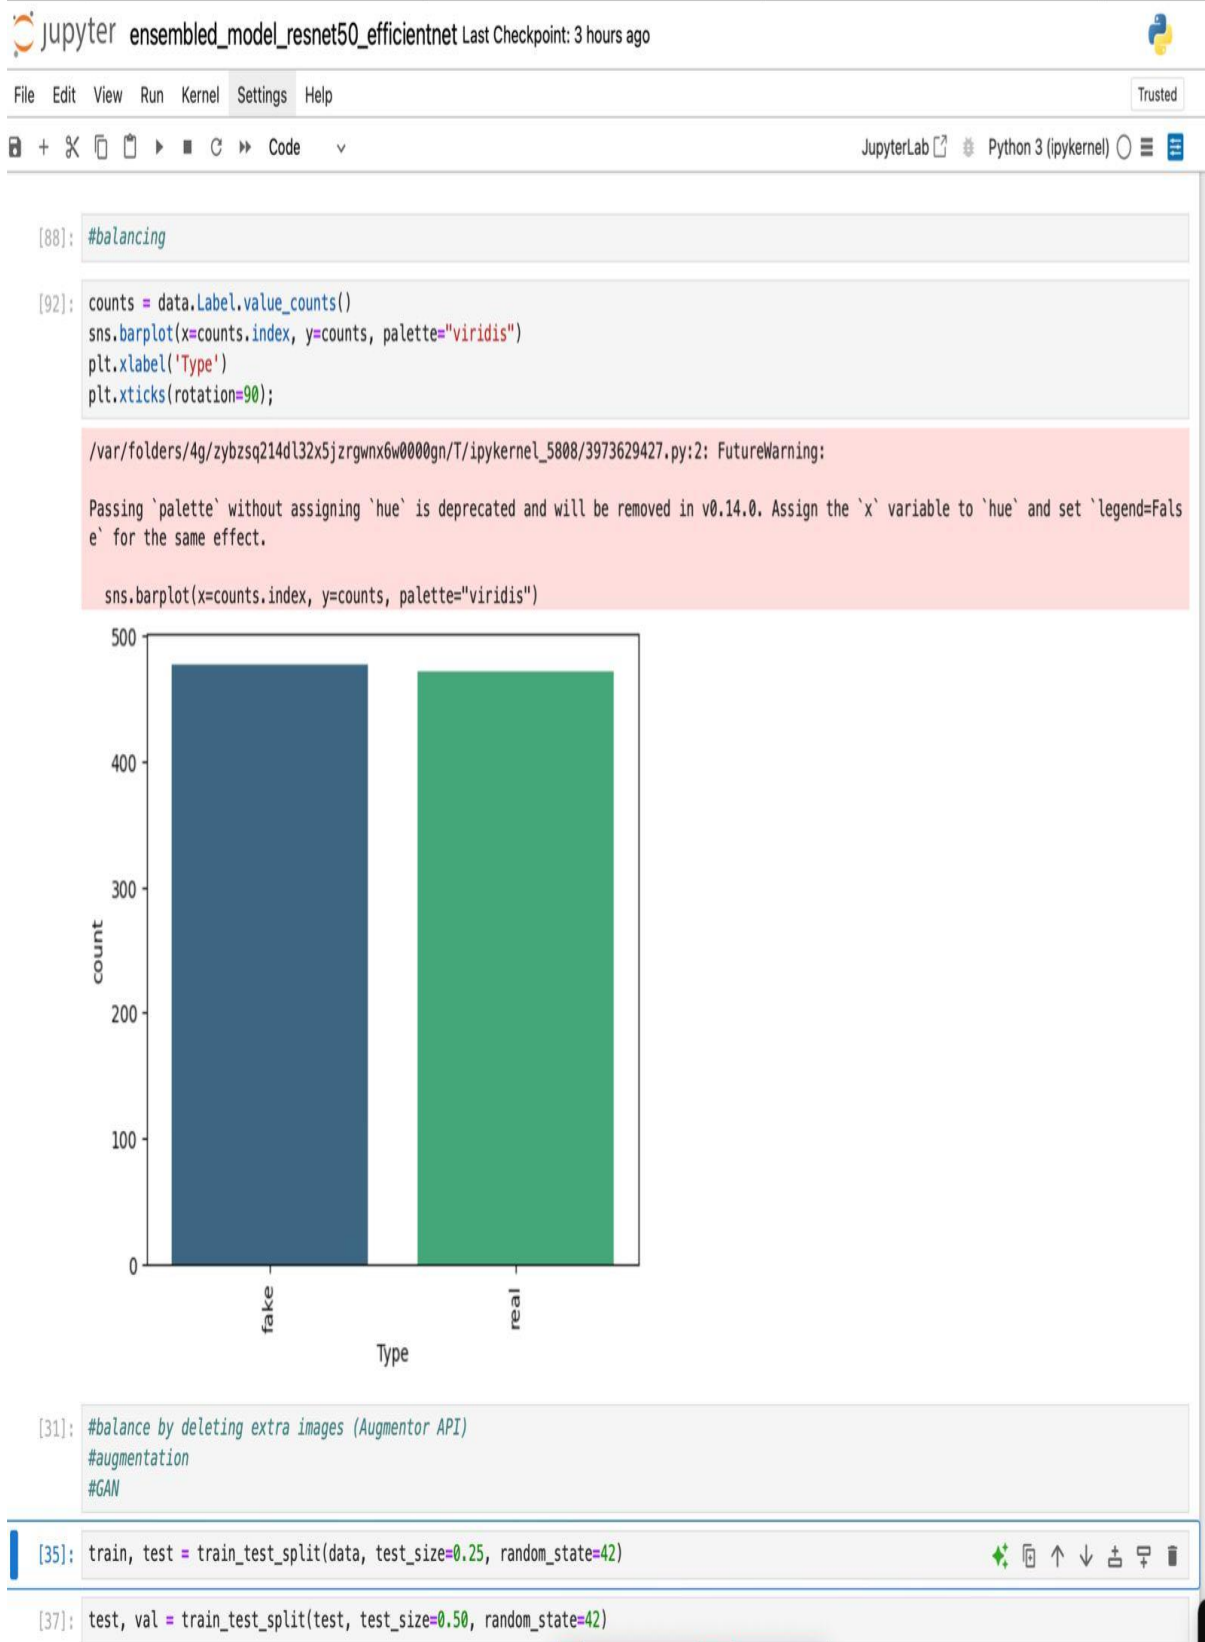 jupyter ensembled_model_resnet50_efficientnet Last Checkpoint: 3 hours ago
File Edit View Run Kernel Settings Help
Trusted
Code
JupyterLab
Python 3 (ipykernel)
[88]: #balancing
[92]: counts = data.Label.value_counts()
sns.barplot(x=counts.index, y=counts, palette="viridis")
plt.xlabel('Type')
plt.xticks(rotation=90);
/var/folders/4g/zybzsq214dl32x5jzrgwnx6w0000gn/T/ipykernel_5808/3973629427.py:2: FutureWarning:
Passing `palette` without assigning `hue` is deprecated and will be removed in v0.14.0. Assign the `x` variable to `hue` and set `legend=Fals
e` for the same effect.
sns.barplot(x=counts.index, y=counts, palette="viridis")
500
400
300
200
100
0
count
fake
real
Type
[31]: #balance by deleting extra images (Augmentor API)
#augmentation
#GAN
[35]: train, test = train_test_split(data, test_size=0.25, random_state=42)
[37]: test, val = train_test_split(test, test_size=0.50, random_state=42)